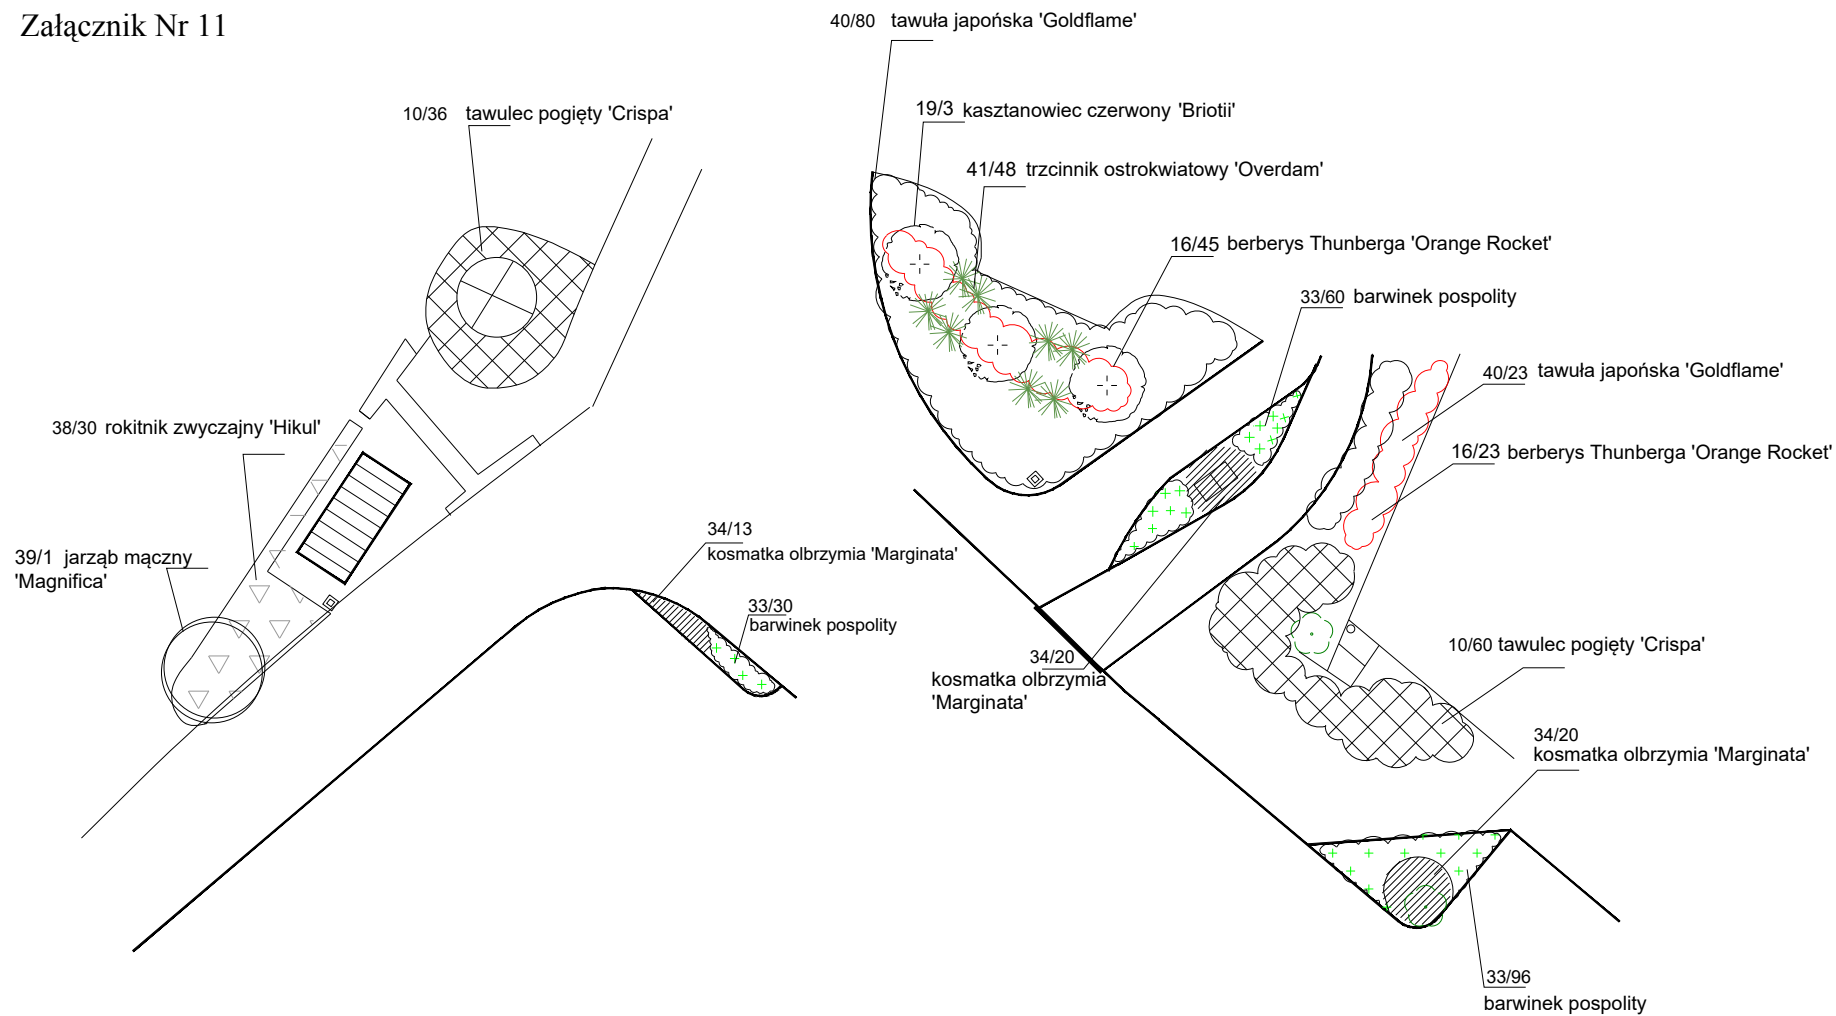 Załącznik Nr 11
40/80 tawuła japońska 'Goldflame'
10/36 tawulec pogięty 'Crispa'
19/3 kasztanowiec czerwony 'Briotii'
41/48 trzcinnik ostrokwiatowy 'Overdam'
16/45 berberys Thunberga 'Orange Rocket'
33/60 barwinek pospolity
40/23 tawuła japońska 'Goldflame'
38/30 rokitnik zwyczajny 'Hikul'
16/23 berberys Thunberga 'Orange Rocket'
34/13
kosmatka olbrzymia 'Marginata'
39/1 jarząb mączny
'Magnifica'
33/30
barwinek pospolity
34/20
kosmatka olbrzymia
'Marginata'
10/60 tawulec pogięty 'Crispa'
34/20
kosmatka olbrzymia 'Marginata'
33/96
barwinek pospolity